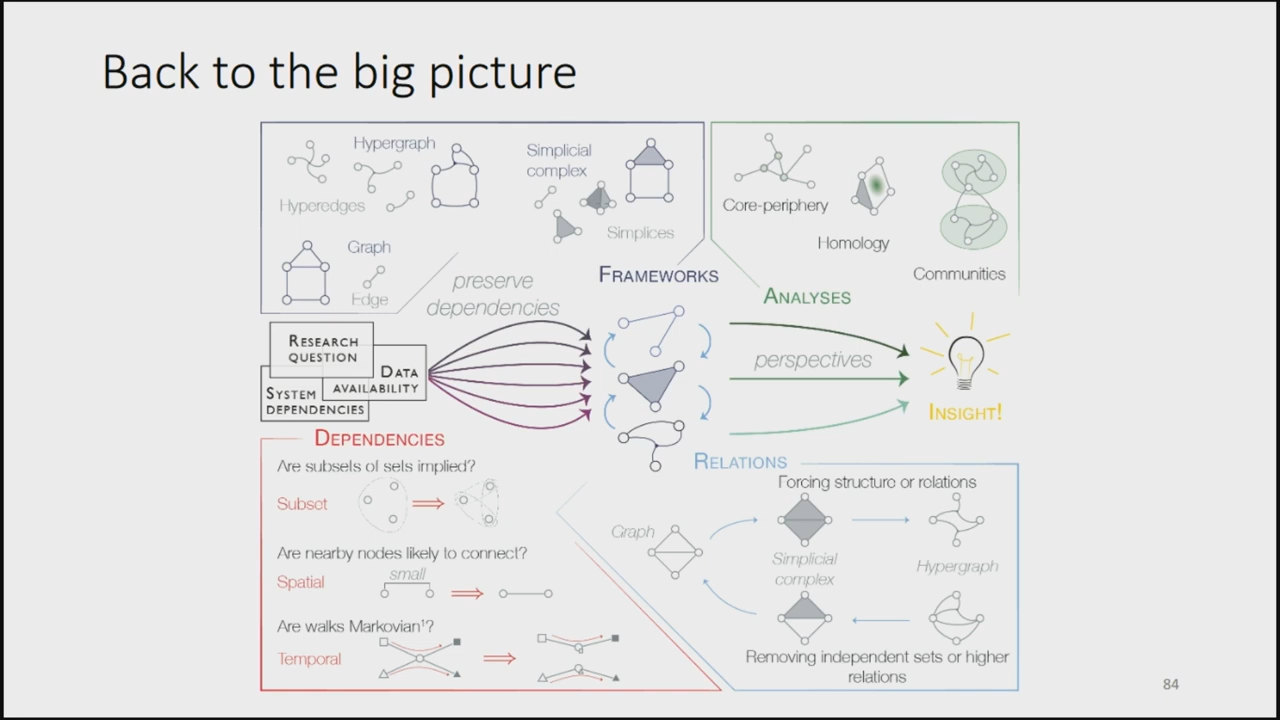 Back to the big picture
Hypergraph
Hyperedges
Simplicial
complex
Simplices
Graph
Edge
FRAMEWORKS
Core-periphery
Homology
Communities
ANALYSES
preserve
dependencies
RESEARCH
QUESTION
DATA
AVAILABILITY
SYSTEM
DEPENDENCIES
perspectives
INSIGHT!
DEPENDENCIES
Are subsets of sets implied?
Subset
Are nearby nodes likely to connect?
Spatial
small
Are walks Markovian¹?
Temporal
RELATIONS
Forcing structure or relations
Graph
Simplicial
complex
Hypergraph
Removing independent sets or higher
relations
84